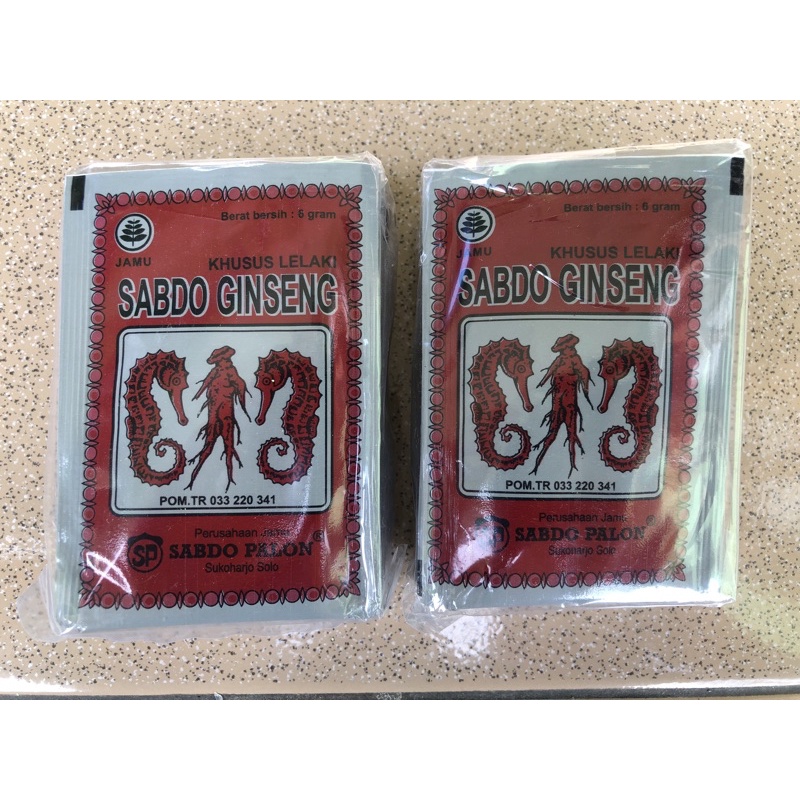 Berat bersih : 6 gram
JAMU
KHUSUS LELAKI
SABDO GINSENG
POM.TR 033 220 341
Perusahaan Jamu
SP SABDO PALON®
Sukoharjo Solo
Berat bersih : 6 gram
JAMU
KHUSUS LELAKI
SABDO GINSENG
POM.TR 033 220 341
Perusahaan Jamu
SABDO PALON®
Sukoharjo Solo